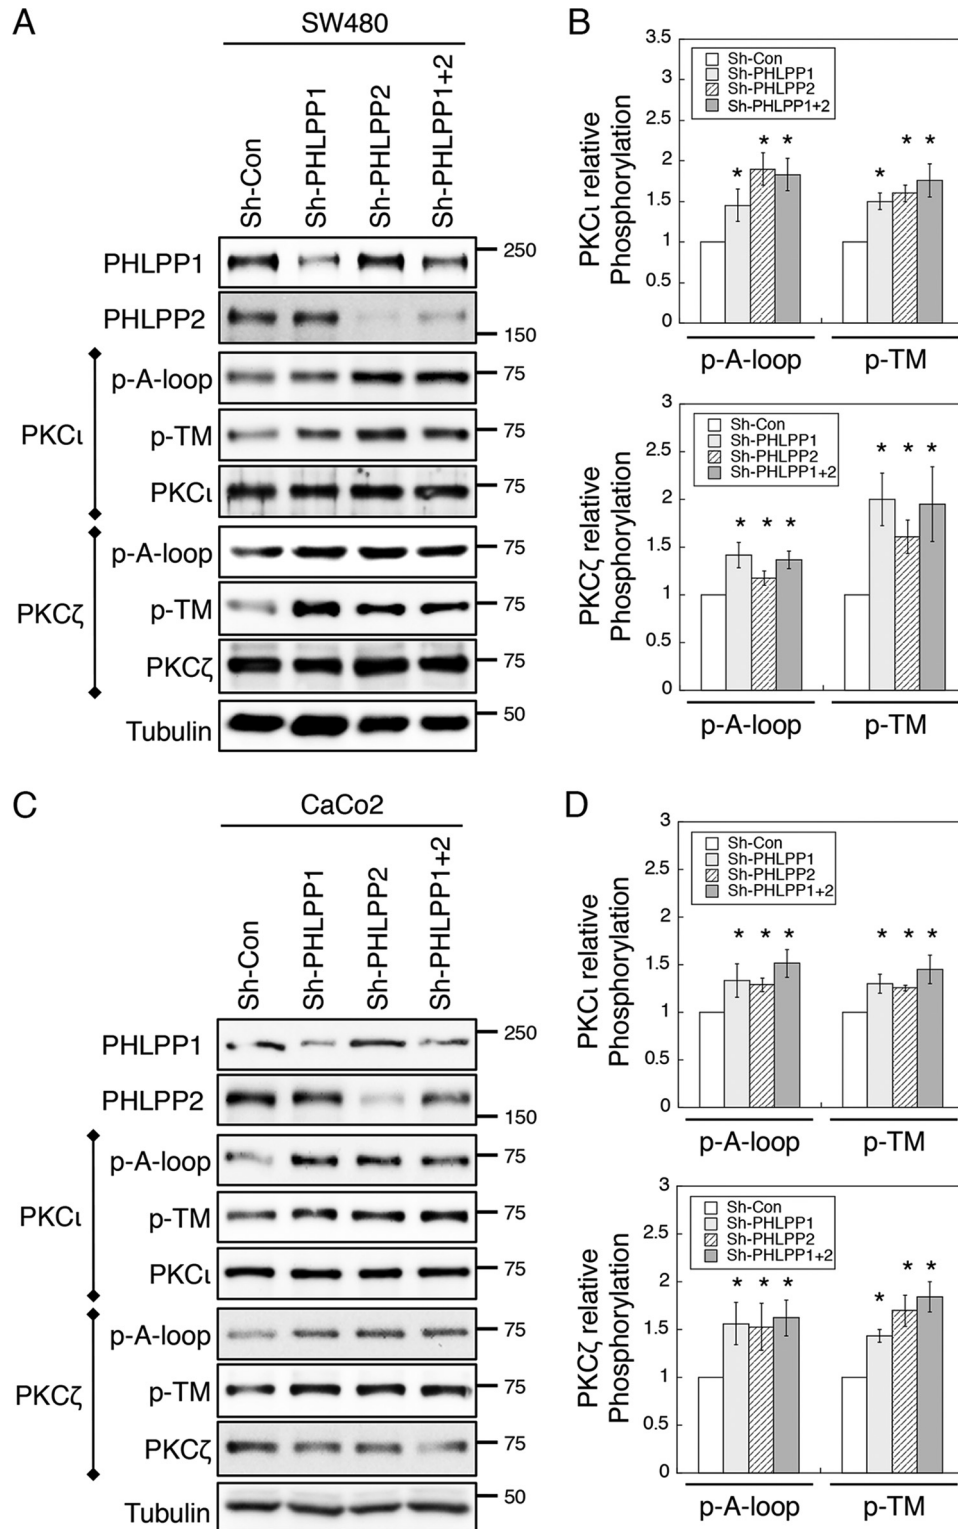 A
SW480
Sh-Con
Sh-PHLPP1
Sh-PHLPP2
Sh-PHLPP1+2
PHLPP1
250
PHLPP2
150
PKCι
p-A-loop
75
p-TM
75
PKCι
75
PKCζ
p-A-loop
75
p-TM
75
PKCζ
75
Tubulin
50
B
PKCι relative
Phosphorylation
3.5
3
2.5
2
1.5
1
0.5
0
Sh-Con
Sh-PHLPP1
Sh-PHLPP2
Sh-PHLPP1+2
* * *
* * *
p-A-loop
p-TM
PKCζ relative
Phosphorylation
3
2.5
2
1.5
1
0.5
0
Sh-Con
Sh-PHLPP1
Sh-PHLPP2
Sh-PHLPP1+2
* * *
* * *
p-A-loop
p-TM
C
CaCo2
Sh-Con
Sh-PHLPP1
Sh-PHLPP2
Sh-PHLPP1+2
PHLPP1
250
PHLPP2
150
PKCι
p-A-loop
75
p-TM
75
PKCι
75
PKCζ
p-A-loop
75
p-TM
75
PKCζ
75
Tubulin
50
D
PKCι relative
Phosphorylation
3
2.5
2
1.5
1
0.5
0
Sh-Con
Sh-PHLPP1
Sh-PHLPP2
Sh-PHLPP1+2
* * *
* * *
p-A-loop
p-TM
PKCζ relative
Phosphorylation
3
2.5
2
1.5
1
0.5
0
Sh-Con
Sh-PHLPP1
Sh-PHLPP2
Sh-PHLPP1+2
* * *
* * *
p-A-loop
p-TM